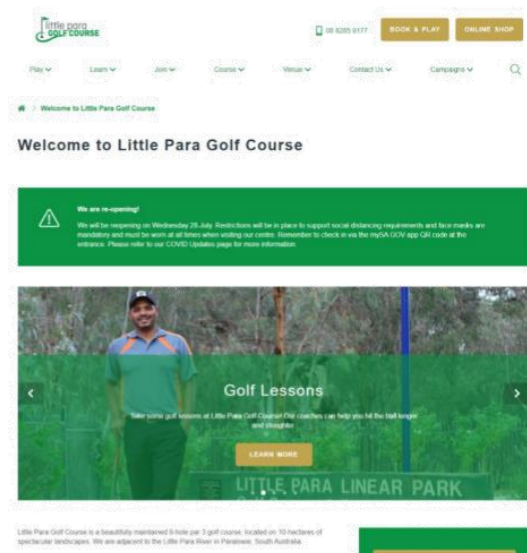 little para
GOLF COURSE
08 8285 8177
BOOK & PLAY
ONLINE SHOP
Play
Learn
Join
Course
Venue
Contact Us
Campaigns
/ Welcome to Little Para Golf Course
Welcome to Little Para Golf Course
We are re-opening!
We will be reopening on Wednesday 28 July. Restrictions will be in place to support social distancing requirements and face masks are
mandatory and must be worn at all times when visiting our centre. Remember to check in via the mySA GOV app QR code at the
entrance. Please refer to our COVID Updates page for more information.
Golf Lessons
Take some golf lessons at Little Para Golf Course! Our coaches can help you hit the ball longer
and straighter
LEARN MORE
LITTLE PARA LINEAR PARK
Little Para Golf Course is a beautifully maintained 9-hole par 3 golf course, located on 10-hectares of
spectacular landscapes. We are adjacent to the Little Para River in Paralowie, South Australia.